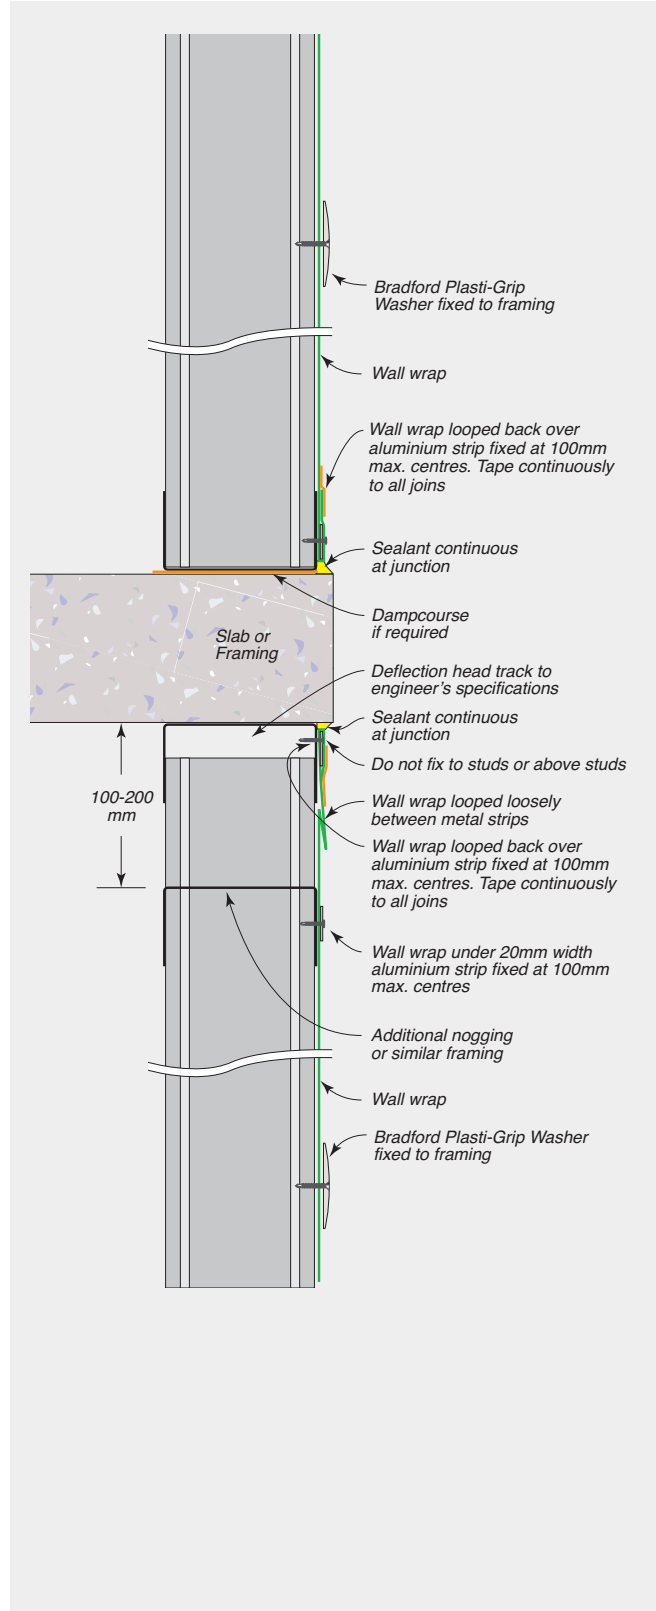 Bradford Plasti-Grip
Washer fixed to framing
Wall wrap
Wall wrap looped back over
aluminium strip fixed at 100mm
max. centres. Tape continuously
to all joins
Sealant continuous
at junction
Dampcourse
if required
Slab or
Framing
Deflection head track to
engineer's specifications
Sealant continuous
at junction
Do not fix to studs or above studs
100-200
mm
Wall wrap looped loosely
between metal strips
Wall wrap looped back over
aluminium strip fixed at 100mm
max. centres. Tape continuously
to all joins
Wall wrap under 20mm width
aluminium strip fixed at 100mm
max. centres
Additional nogging
or similar framing
Wall wrap
Bradford Plasti-Grip Washer
fixed to framing